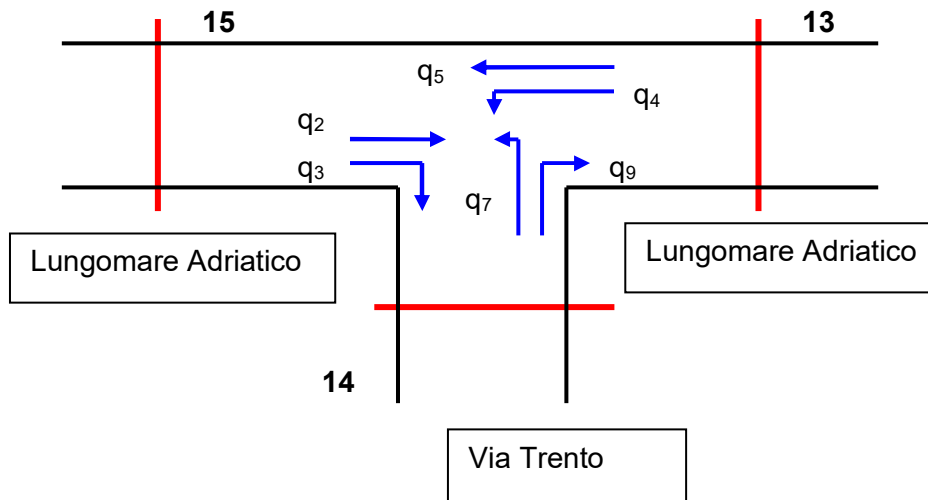 15
13
q5
q4
q2
q3
q9
q7
Lungomare Adriatico
Lungomare Adriatico
14
Via Trento